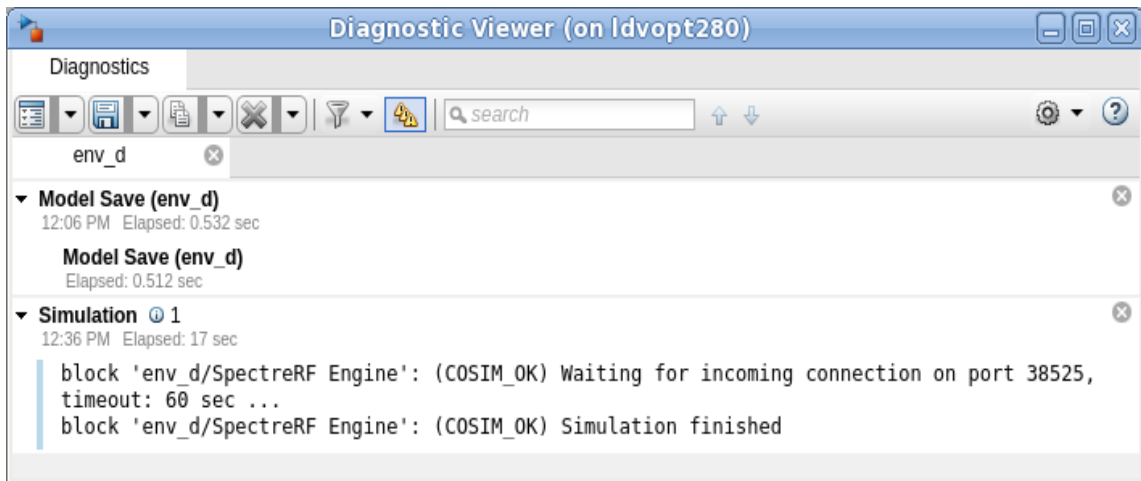 Diagnostic Viewer (on ldvopt280)
Diagnostics
search
env_d
Model Save (env_d)
12:06 PM Elapsed: 0.532 sec
Model Save (env_d)
Elapsed: 0.512 sec
Simulation 1
12:36 PM Elapsed: 17 sec
block 'env_d/SpectreRF Engine': (COSIM_OK) Waiting for incoming connection on port 38525,
timeout: 60 sec ...
block 'env_d/SpectreRF Engine': (COSIM_OK) Simulation finished